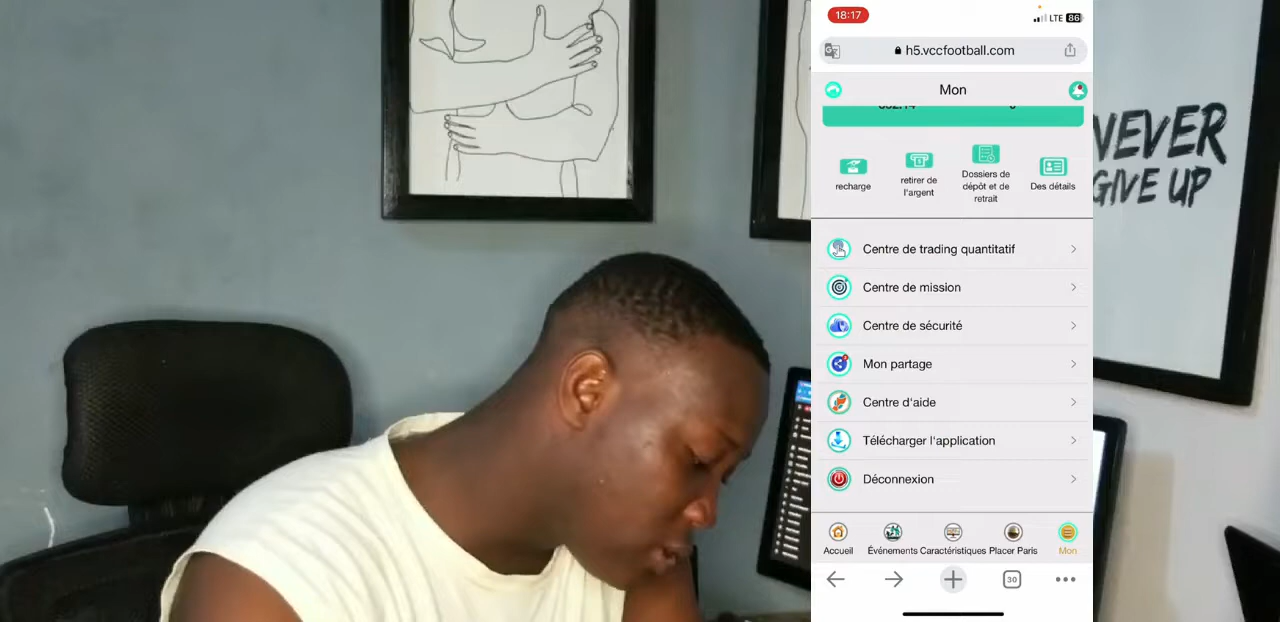 18:17
LTE 86
h5.vccfootball.com
Mon
recharge
retirer de
l'argent
Dossiers de
dépôt et de
retrait
Des détails
Centre de trading quantitatif
Centre de mission
Centre de sécurité
Mon partage
Centre d'aide
Télécharger l'application
Déconnexion
Accueil
Événements
Caractéristiques
Placer Paris
Mon
30
NEVER
GIVE UP